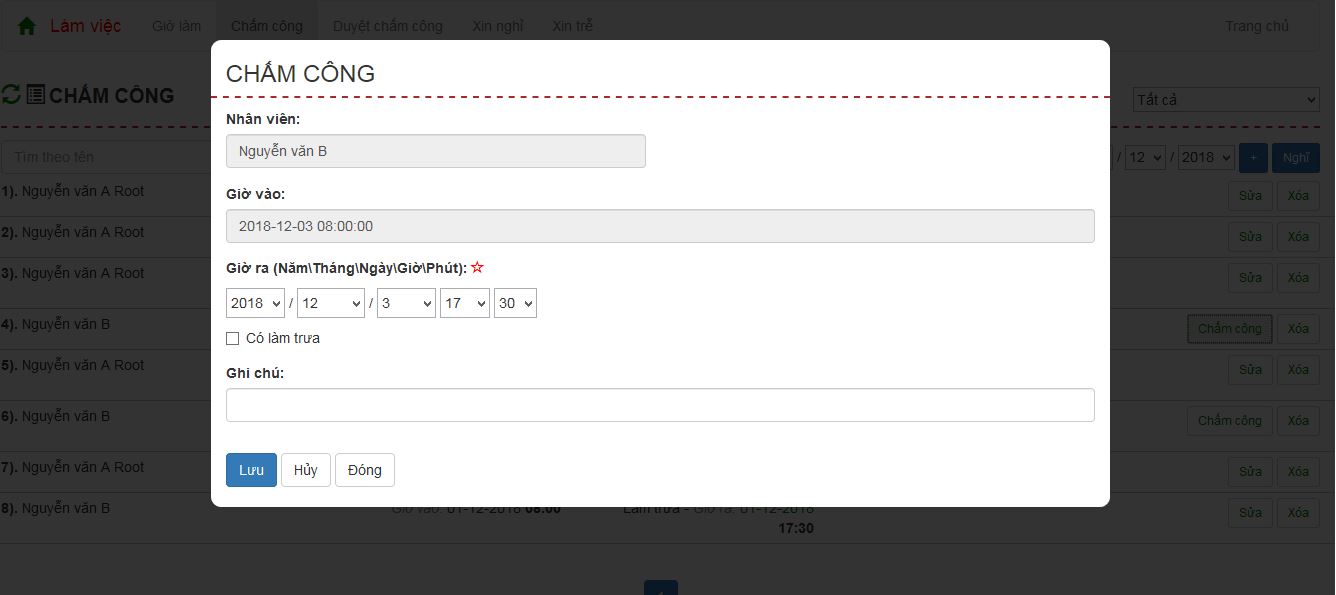 Làm việc Giờ làm Chấm công Duyệt chấm công Xin nghỉ Xin trễ Trang chủ
CHẤM CÔNG
Tất cả
Tìm theo tên / 12 / 2018 + Nghĩ
1). Nguyễn văn A Root Sửa Xóa
2). Nguyễn văn A Root Sửa Xóa
3). Nguyễn văn A Root Sửa Xóa
4). Nguyễn văn B Chấm công Xóa
5). Nguyễn văn A Root Sửa Xóa
6). Nguyễn văn B Chấm công Xóa
7). Nguyễn văn A Root Sửa Xóa
8). Nguyễn văn B Giờ vào: 01-12-2018 08:00 Làm trưa - Giờ ra: 01-12-2018 Sửa Xóa
17:30
CHẤM CÔNG
Nhân viên:
Nguyễn văn B
Giờ vào:
2018-12-03 08:00:00
Giờ ra (Năm\Tháng\Ngày\Giờ\Phút):
2018 / 12 / 3 17 30
Có làm trưa
Ghi chú:
Lưu Hủy Đóng